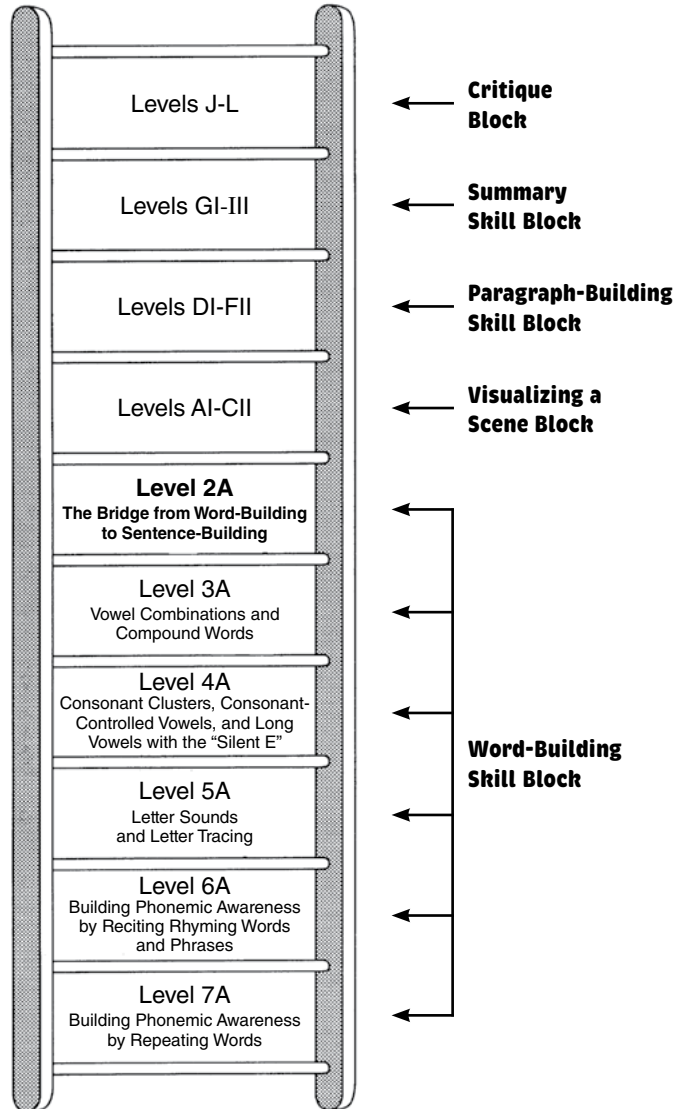 Levels J-L
Critique
Block
Levels GI-III
Summary
Skill Block
Levels DI-FII
Paragraph-Building
Skill Block
Levels AI-CII
Visualizing a
Scene Block
Level 2A
The Bridge from Word-Building
to Sentence-Building
Level 3A
Vowel Combinations and
Compound Words
Level 4A
Consonant Clusters, Consonant-
Controlled Vowels, and Long
Vowels with the “Silent E”
Word-Building
Skill Block
Level 5A
Letter Sounds
and Letter Tracing
Level 6A
Building Phonemic Awareness
by Reciting Rhyming Words
and Phrases
Level 7A
Building Phonemic Awareness
by Repeating Words